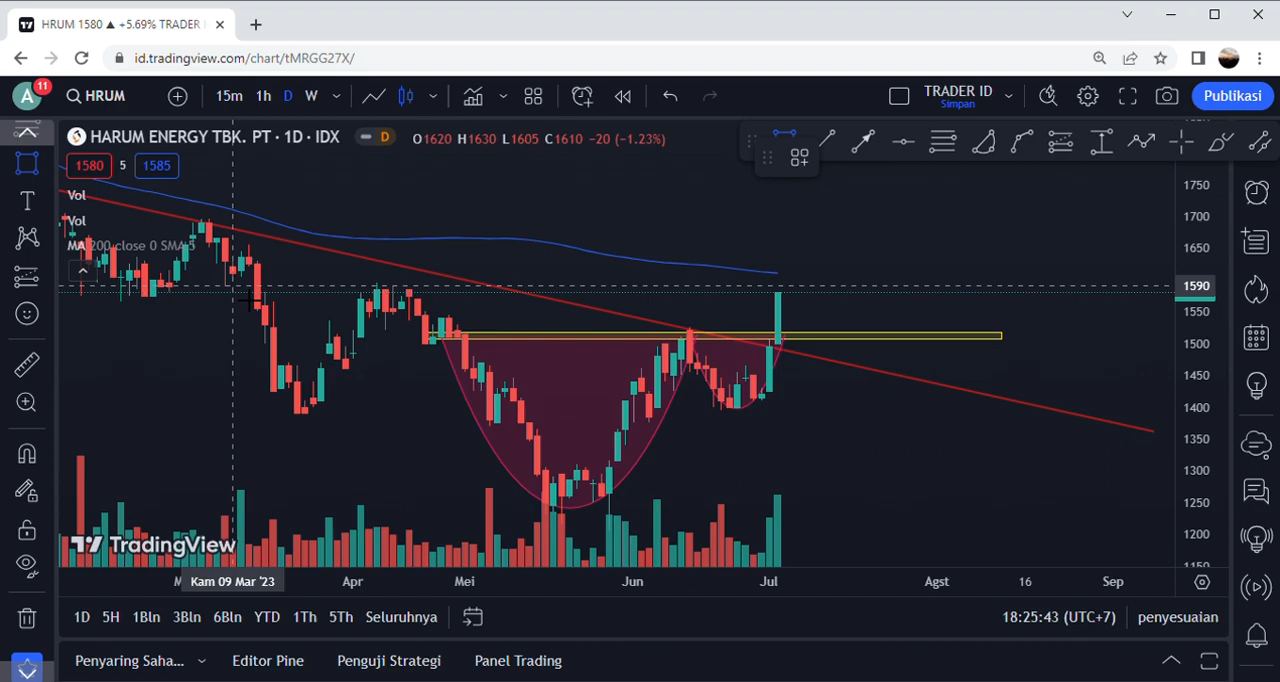 HRUM 1580 ▲ +5.69% TRADER
id.tradingview.com/chart/tMRGG27X/
A 11 HRUM 15m 1h D W TRADER ID Simpan Publikasi
HARUM ENERGY TBK. PT · 1D · IDX D O1620 H1630 L1605 C1610 -20 (-1.23%)
1580 5 1585
Vol
Vol
MA 200 close 0 SMA 5
1750
1700
1650
1590
1550
1500
1450
1400
1350
1300
1250
1200
1150
TradingView
M Kam 09 Mar '23 Apr Mei Jun Jul Agst 16 Sep
1D 5H 1Bln 3Bln 6Bln YTD 1Th 5Th Seluruhnya 18:25:43 (UTC+7) penyesuaian
Penyaring Saha... Editor Pine Penguji Strategi Panel Trading